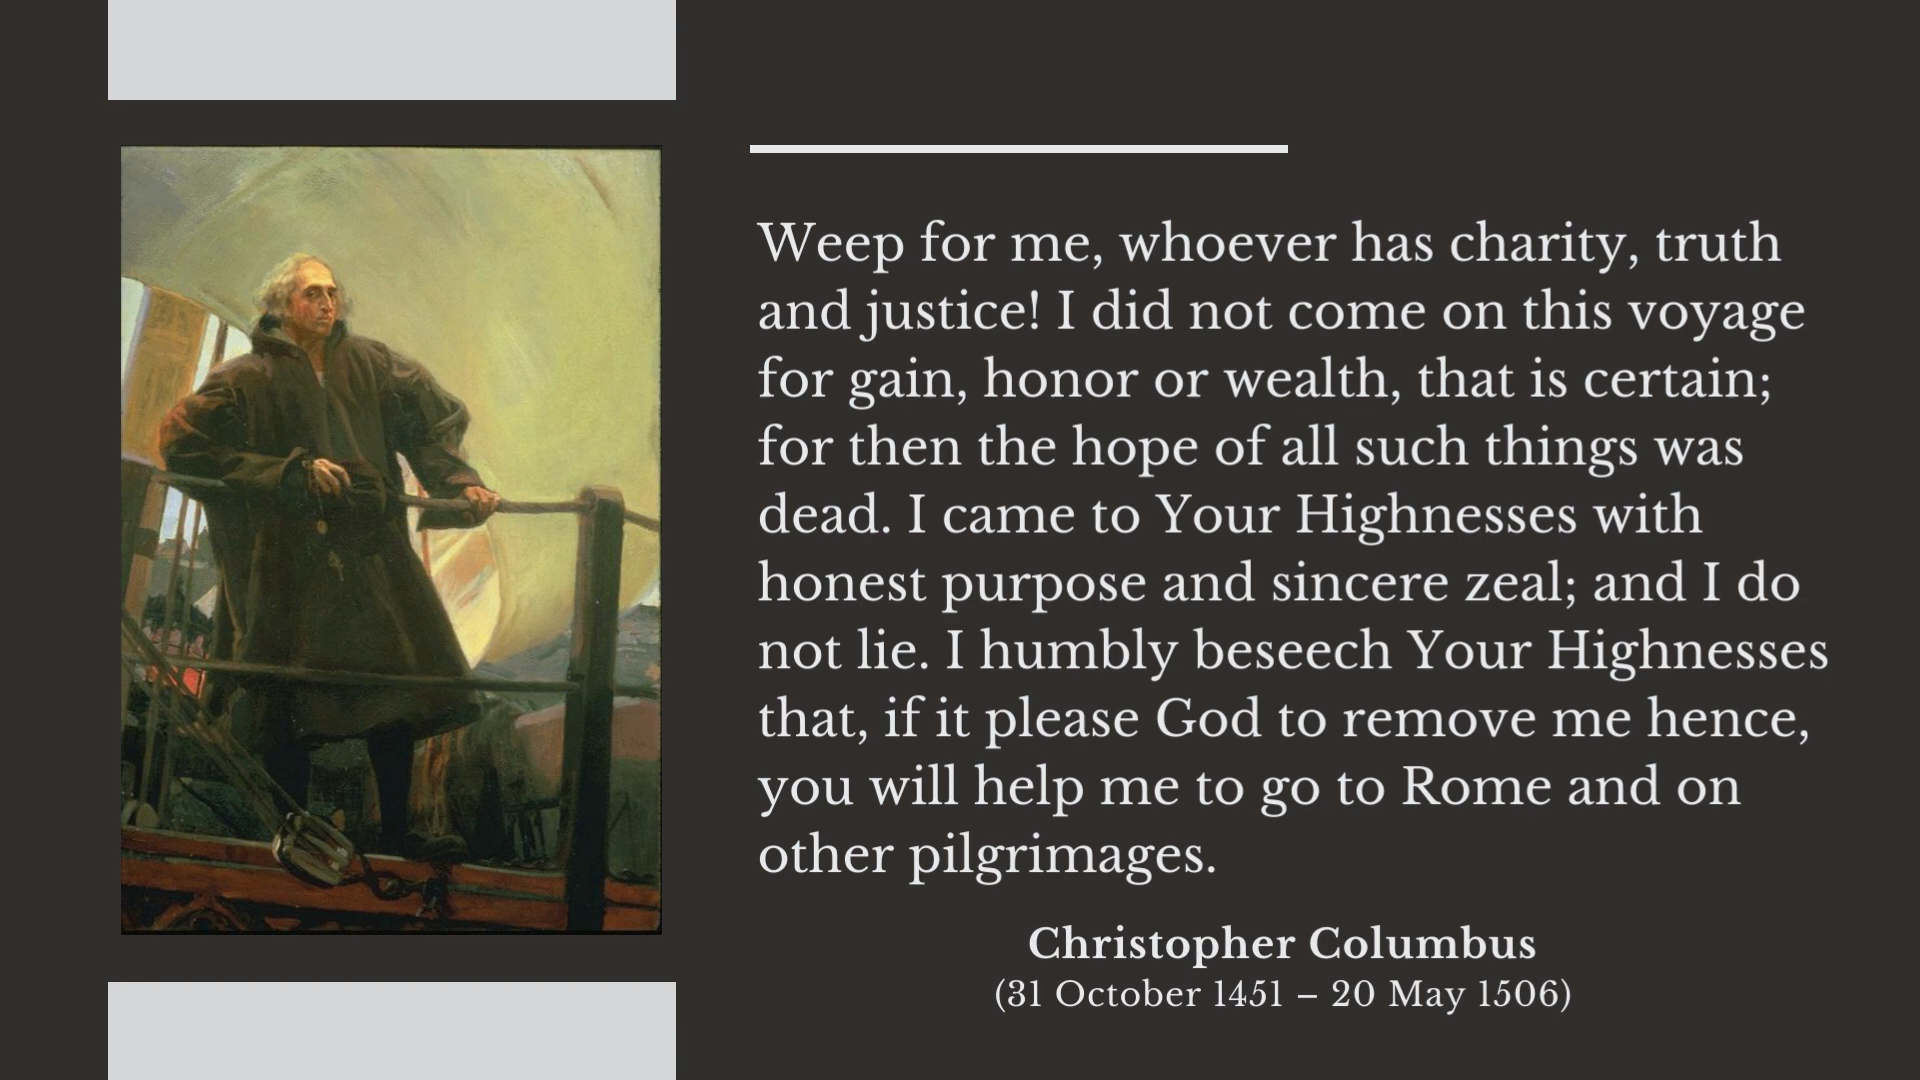 Weep for me, whoever has charity, truth
and justice! I did not come on this voyage
for gain, honor or wealth, that is certain;
for then the hope of all such things was
dead. I came to Your Highnesses with
honest purpose and sincere zeal; and I do
not lie. I humbly beseech Your Highnesses
that, if it please God to remove me hence,
you will help me to go to Rome and on
other pilgrimages.
Christopher Columbus
(31 October 1451 – 20 May 1506)